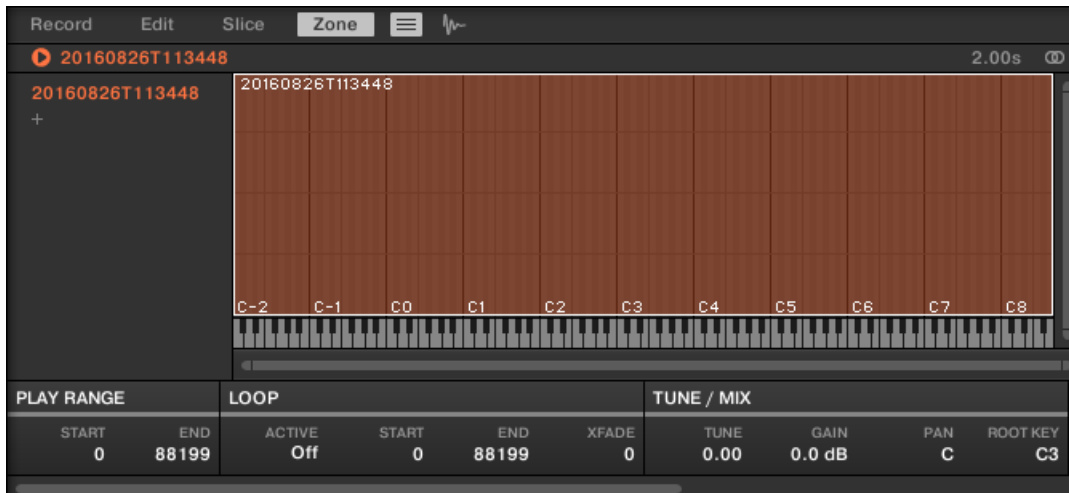 Record Edit Slice Zone
20160826T113448 2.00s
20160826T113448
+
20160826T113448
C-2 C-1 C0 C1 C2 C3 C4 C5 C6 C7 C8
PLAY RANGE LOOP TUNE / MIX
START END ACTIVE START END XFADE TUNE GAIN PAN ROOT KEY
0 88199 Off 0 88199 0 0.00 0.0 dB C C3